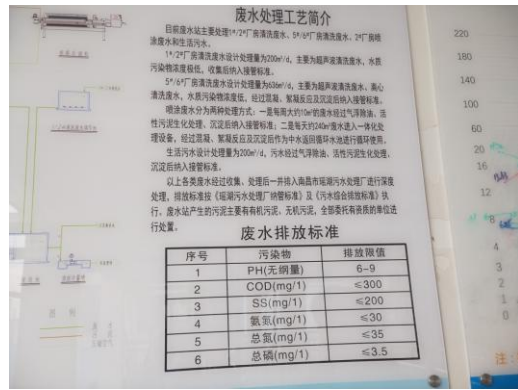 废水处理工艺简介
目前废水站主要处理1#/2#厂房清洗废水、5#/6#厂房清洗废水、2#厂房喷
涂废水和生活污水。
1#/2#厂房清洗废水设计处理量为200m³/d，主要为超声波清洗废水，水质
污染物浓度极低，收集后纳入接管标准。
5#/6#厂房清洗废水设计处理量为636m³/d，主要为超声波清洗废水、离心
清洗废水，水质污染物浓度低，经过混凝、絮凝反应及沉淀后纳入接管标准。
喷涂废水分为两种处理方式：一是每周大约10m³的废水经过气浮除油，活
性污泥生化处理、沉淀后纳入接管标准；二是每天约240m³废水进入一体化处
理设备，经过混凝、絮凝反应及沉淀后作为中水返回循环水池进行循环使用。
生活污水设计处理量为200m³/d，污水经过气浮除油、活性污泥生化处理、
沉淀后纳入接管标准。
以上各类废水经过收集、处理后一并排入南昌市瑶湖污水处理厂进行深度
处理，排放标准按《瑶湖污水处理厂纳管标准》及《污水综合排放标准》执
行。废水站产生的污泥主要有有机污泥、无机污泥，全部委托有资质的单位进
行处置。
废水排放标准
序号 污染物 排放限值
1 PH(无纲量) 6-9
2 COD(mg/1) ≤300
3 SS(mg/1) ≤200
4 氨氮(mg/1) ≤30
5 总氮(mg/1) ≤35
6 总磷(mg/1) ≤3.5
220
180
140
100
60
20
16
12
8
4
3
2
1
0
注: